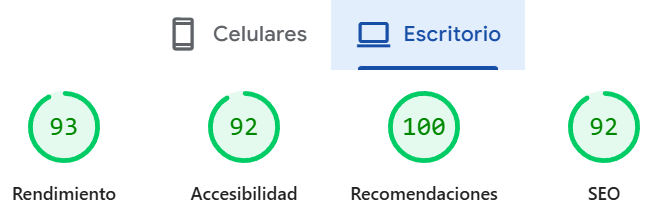 Celulares Escritorio
93 92 100 92
Rendimiento Accesibilidad Recomendaciones SEO